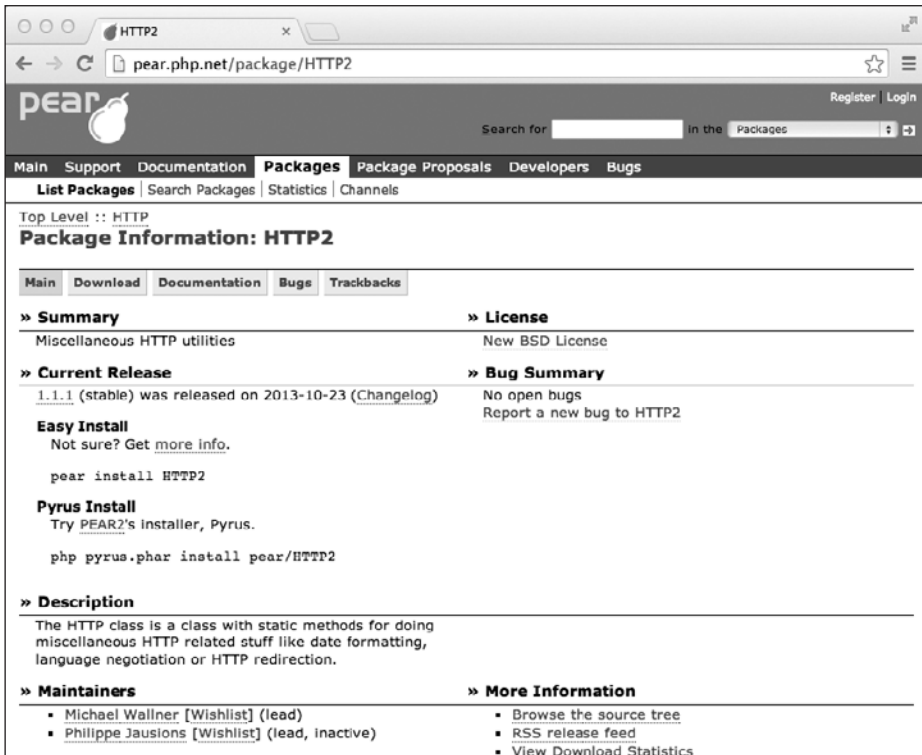 HTTP2
pear.php.net/package/HTTP2
pear
Register | Login
Search for in the Packages
Main Support Documentation Packages Package Proposals Developers Bugs
List Packages | Search Packages | Statistics | Channels
Top Level :: HTTP
Package Information: HTTP2
Main Download Documentation Bugs Trackbacks
» Summary
Miscellaneous HTTP utilities
» License
New BSD License
» Current Release
1.1.1 (stable) was released on 2013-10-23 (Changelog)
» Bug Summary
No open bugs
Report a new bug to HTTP2
Easy Install
Not sure? Get more info.
pear install HTTP2
Pyrus Install
Try PEAR2's installer, Pyrus.
php pyrus.phar install pear/HTTP2
» Description
The HTTP class is a class with static methods for doing
miscellaneous HTTP related stuff like date formatting,
language negotiation or HTTP redirection.
» Maintainers
▪ Michael Wallner [Wishlist] (lead)
▪ Philippe Jausions [Wishlist] (lead, inactive)
» More Information
▪ Browse the source tree
▪ RSS release feed
▪ View Download Statistics